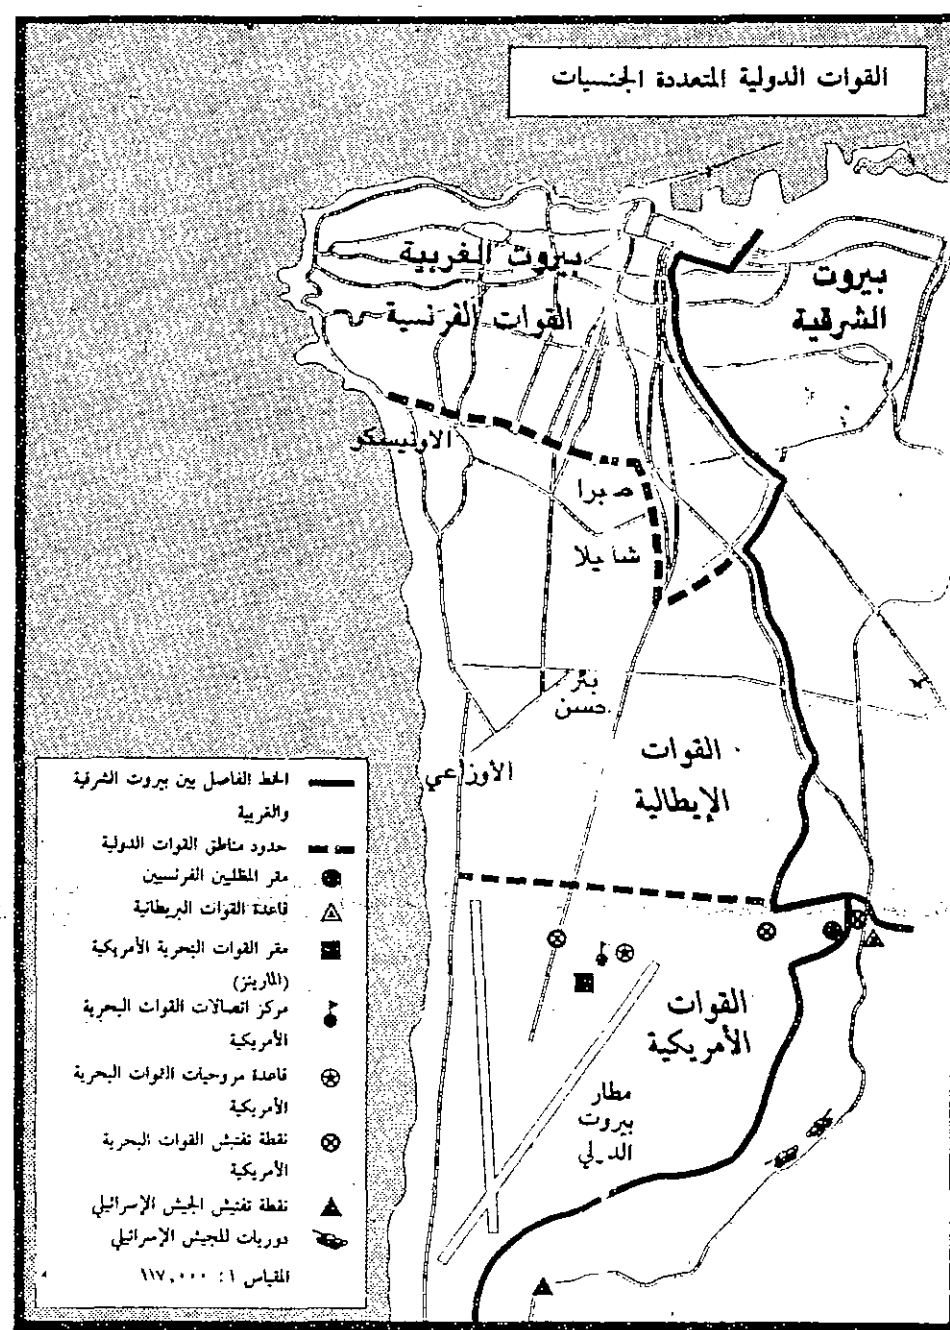 القوات الدولية المتعددة الجنسيات
بيروت الغربية
القوات الفرنسية
بيروت
الشرقية
الاونيسكو
صبرا
شاتيلا
بئر
حسن
الأوزاعي
القوات
الإيطالية
القوات
الأمريكية
مطار
بيروت
الدولي
الخط الفاصل بين بيروت الشرقية
والغربية
حدود مناطق القوات الدولية
مقر المظليين الفرنسيين
قاعدة القوات البريطانية
مقر القوات البحرية الأمريكية
(المارينز)
مركز اتصالات القوات البحرية
الأمريكية
قاعدة مروحيات القوات البحرية
الأمريكية
نقطة تفتيش القوات البحرية
الأمريكية
نقطة تفتيش الجيش الإسرائيلي
دوريات للجيش الإسرائيلي
المقياس ١: ١١٧,٠٠٠